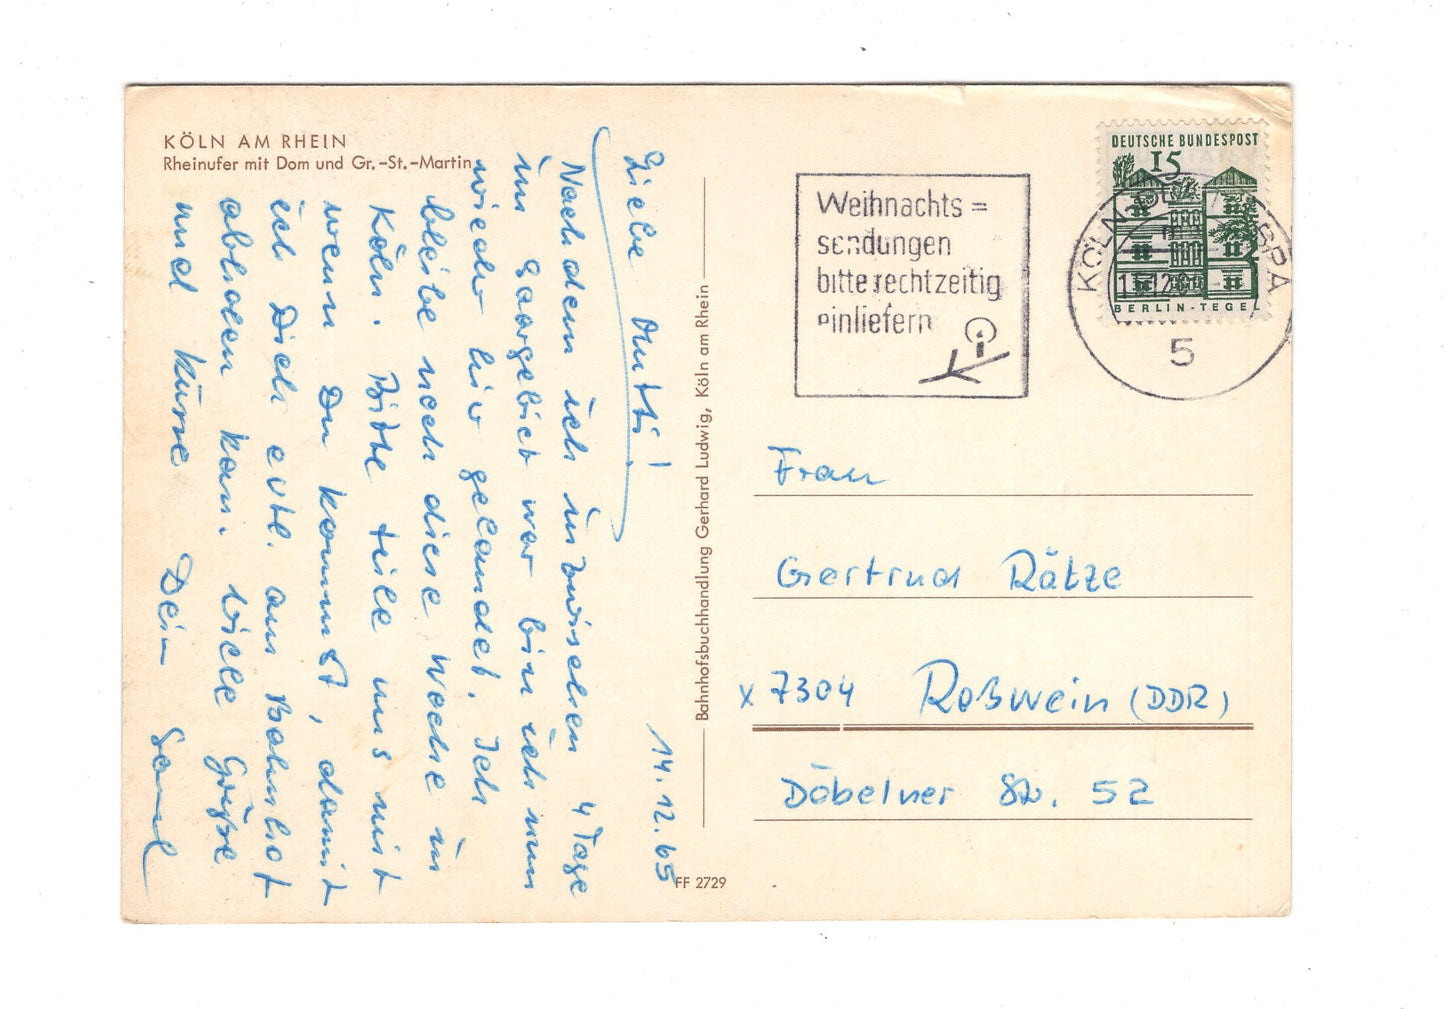 KÖLN AM RHEIN
Rheinufer mit Dom und Gr.-St.-Martin
14.12.65
Liebe Mutti!
Nachdem ich inzwischen 4 Tage
im war bin ich nun
wieder hier gelandet. Ich
bleibe noch diese Woche in
Köln. Bitte teile uns mit
wenn Du kommst, damit
ich Dich evtl. am Bahnhof
abholen kann. Viele Grüße
und Küsse Dein
Bahnhofsbuchhandlung Gerhard Ludwig, Köln am Rhein
FF 2729
Weihnachts=
sendungen
bitte rechtzeitig
einliefern
DEUTSCHE BUNDESPOST
15
BERLIN-TEGEL
KÖLN
5
Frau
Gertrud Rätze
x 7304 Roßwein (DDR)
Döbelner Str. 52